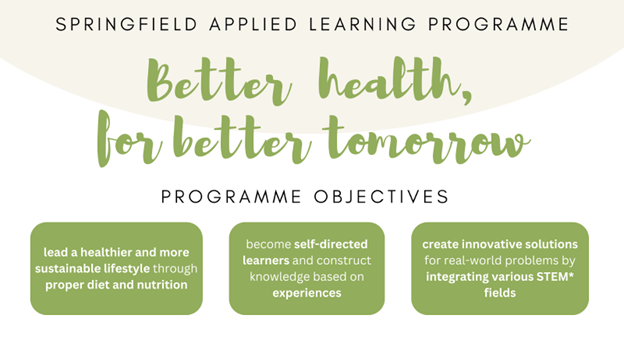 SPRINGFIELD APPLIED LEARNING PROGRAMME
Better health,
for better tomorrow
PROGRAMME OBJECTIVES
lead a healthier and more
sustainable lifestyle through
proper diet and nutrition
become self-directed
learners and construct
knowledge based on
experiences
create innovative solutions
for real-world problems by
integrating various STEM*
fields